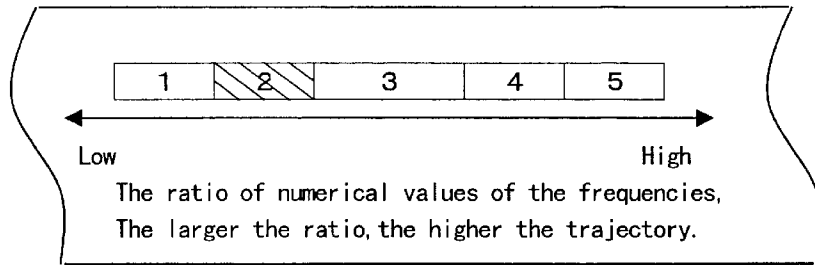 1 2 3 4 5
Low High
The ratio of numerical values of the frequencies,
The larger the ratio, the higher the trajectory.